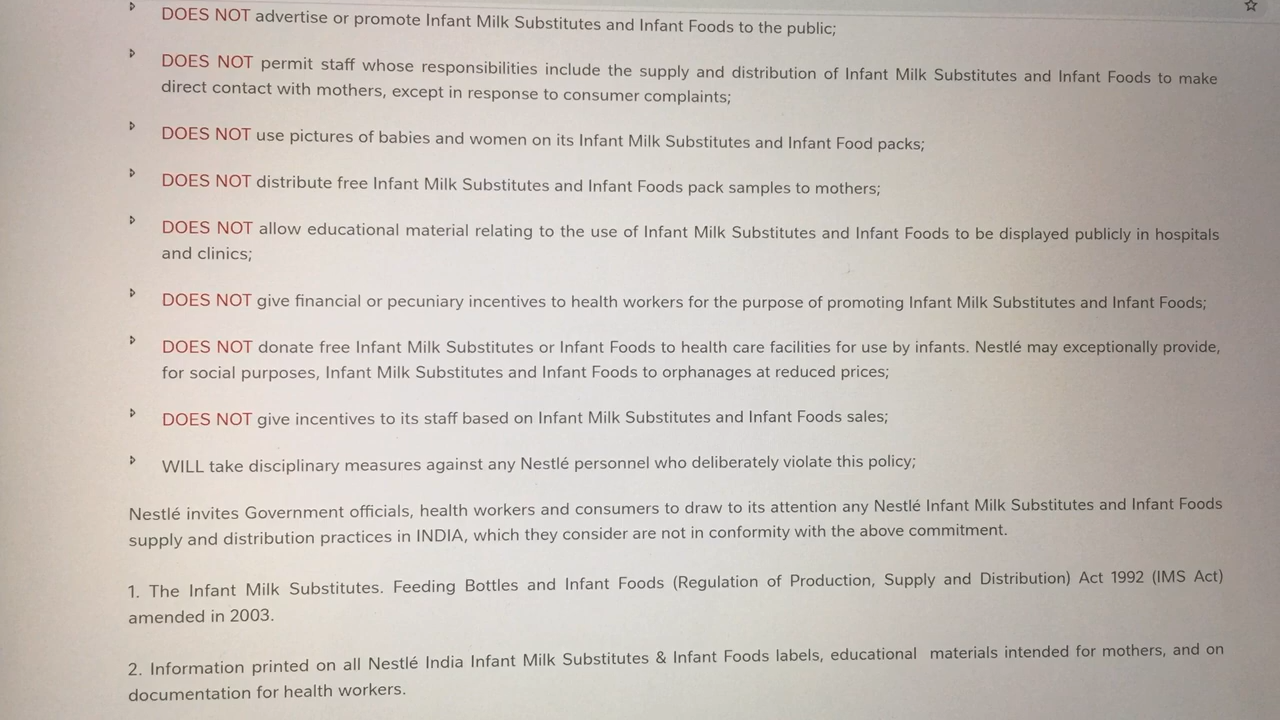 DOES NOT advertise or promote Infant Milk Substitutes and Infant Foods to the public;
DOES NOT permit staff whose responsibilities include the supply and distribution of Infant Milk Substitutes and Infant Foods to make
direct contact with mothers, except in response to consumer complaints;
DOES NOT use pictures of babies and women on its Infant Milk Substitutes and Infant Food packs;
DOES NOT distribute free Infant Milk Substitutes and Infant Foods pack samples to mothers;
DOES NOT allow educational material relating to the use of Infant Milk Substitutes and Infant Foods to be displayed publicly in hospitals
and clinics;
DOES NOT give financial or pecuniary incentives to health workers for the purpose of promoting Infant Milk Substitutes and Infant Foods;
DOES NOT donate free Infant Milk Substitutes or Infant Foods to health care facilities for use by infants. Nestlé may exceptionally provide,
for social purposes, Infant Milk Substitutes and Infant Foods to orphanages at reduced prices;
DOES NOT give incentives to its staff based on Infant Milk Substitutes and Infant Foods sales;
WILL take disciplinary measures against any Nestlé personnel who deliberately violate this policy;
Nestlé invites Government officials, health workers and consumers to draw to its attention any Nestlé Infant Milk Substitutes and Infant Foods
supply and distribution practices in INDIA, which they consider are not in conformity with the above commitment.
1. The Infant Milk Substitutes. Feeding Bottles and Infant Foods (Regulation of Production, Supply and Distribution) Act 1992 (IMS Act)
amended in 2003.
2. Information printed on all Nestlé India Infant Milk Substitutes & Infant Foods labels, educational  materials intended for mothers, and on
documentation for health workers.